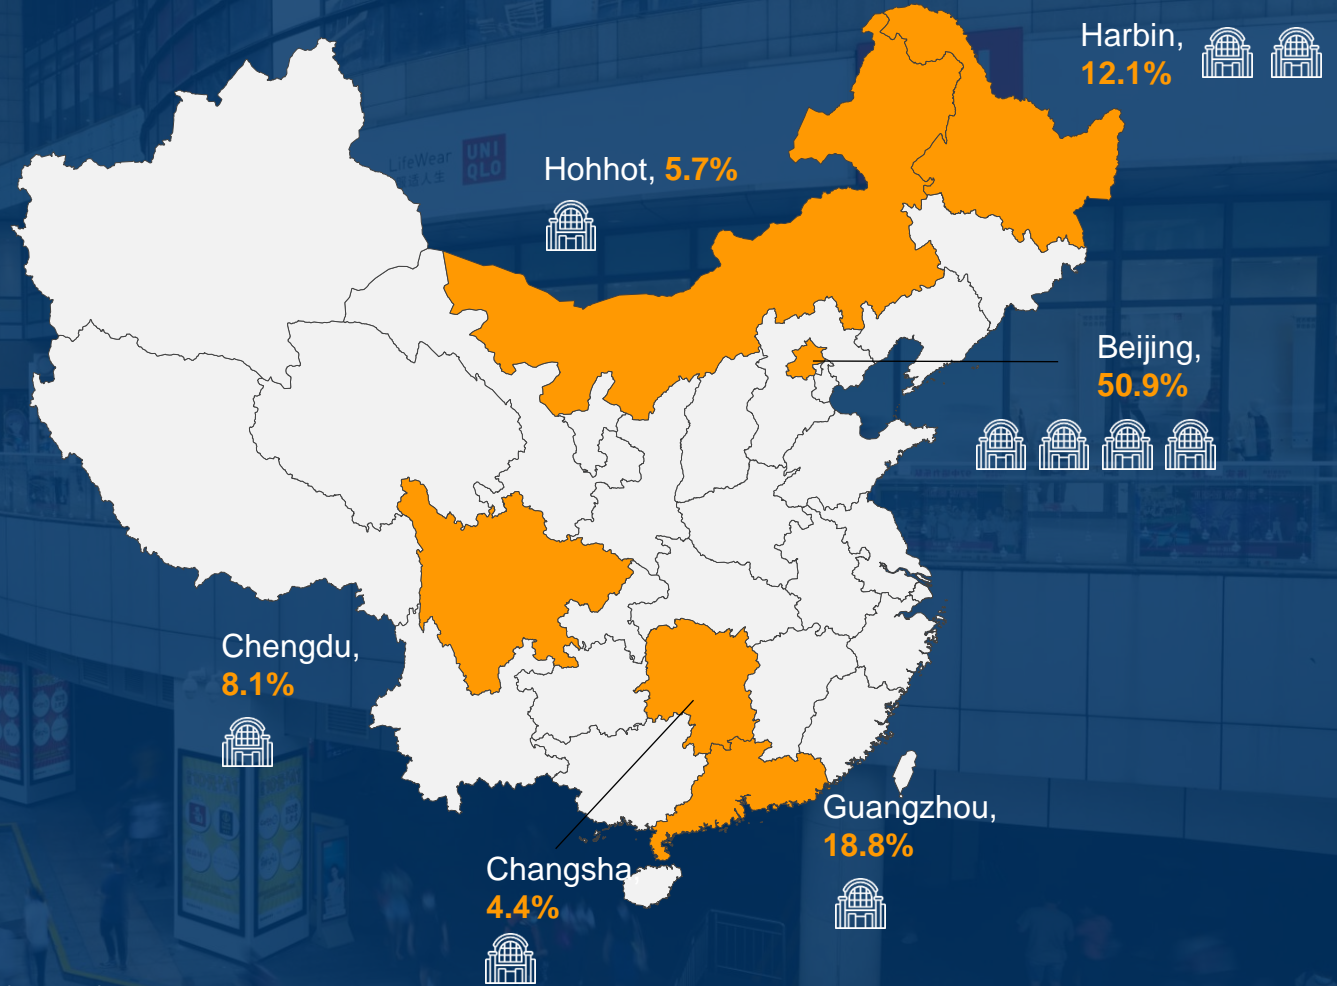 Harbin,
12.1%
LifeWear
UNI
QLO
Hohhot, 5.7%
Beijing,
50.9%
Chengdu,
8.1%
Guangzhou,
18.8%
Changsha,
4.4%